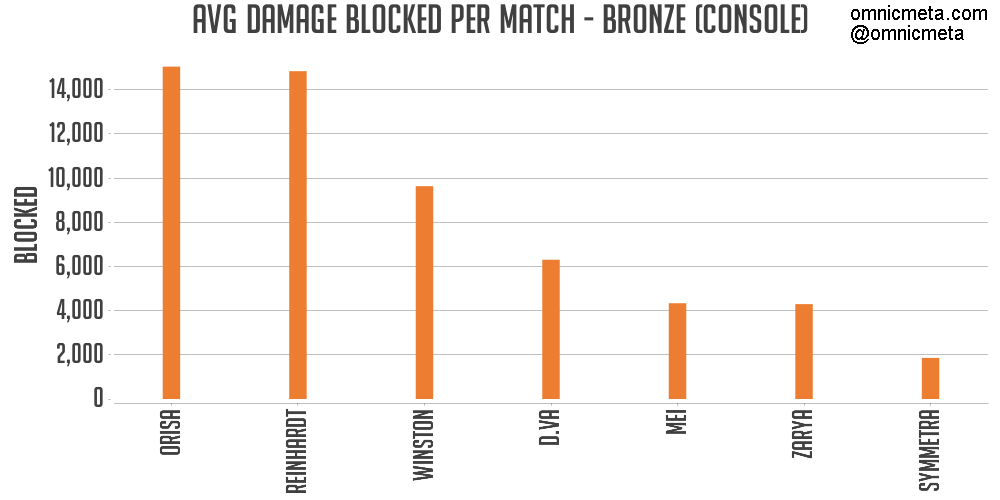 AVG DAMAGE BLOCKED PER MATCH - BRONZE (CONSOLE)
omnicmeta.com
@omnicmeta
BLOCKED
14,000
12,000
10,000
8,000
6,000
4,000
2,000
0
ORISA
REINHARDT
WINSTON
D.VA
MEI
ZARYA
SYMMETRA